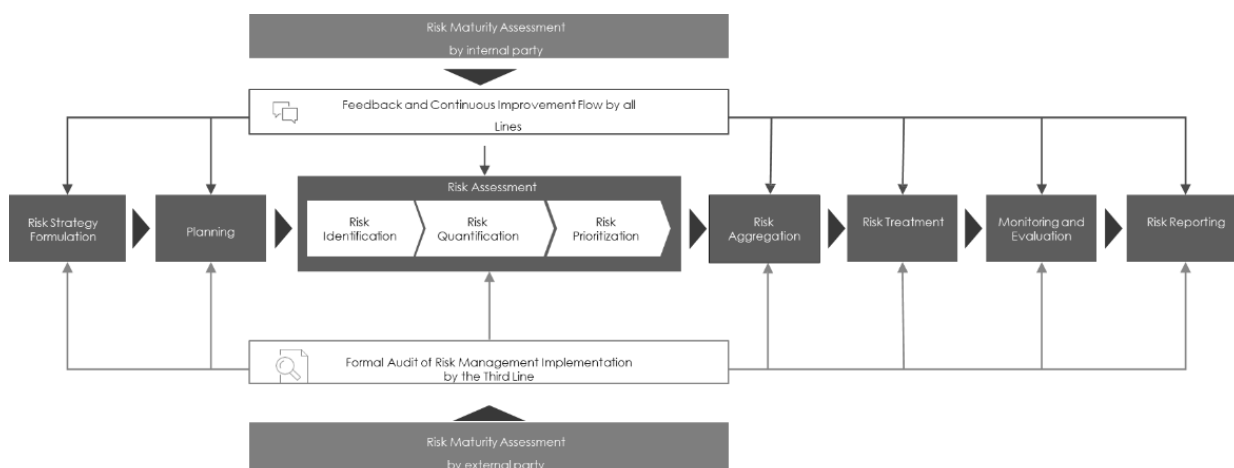 Risk Maturity Assessment
by internal party
Feedback and Continuous Improvement Flow by all
Lines
Risk Assessment
Risk Strategy
Formulation
Planning
Risk
Identification
Risk
Quantification
Risk
Prioritization
Risk
Aggregation
Risk Treatment
Monitoring and
Evaluation
Risk Reporting
Formal Audit of Risk Management Implementation
by the Third Line
Risk Maturity Assessment
by external party